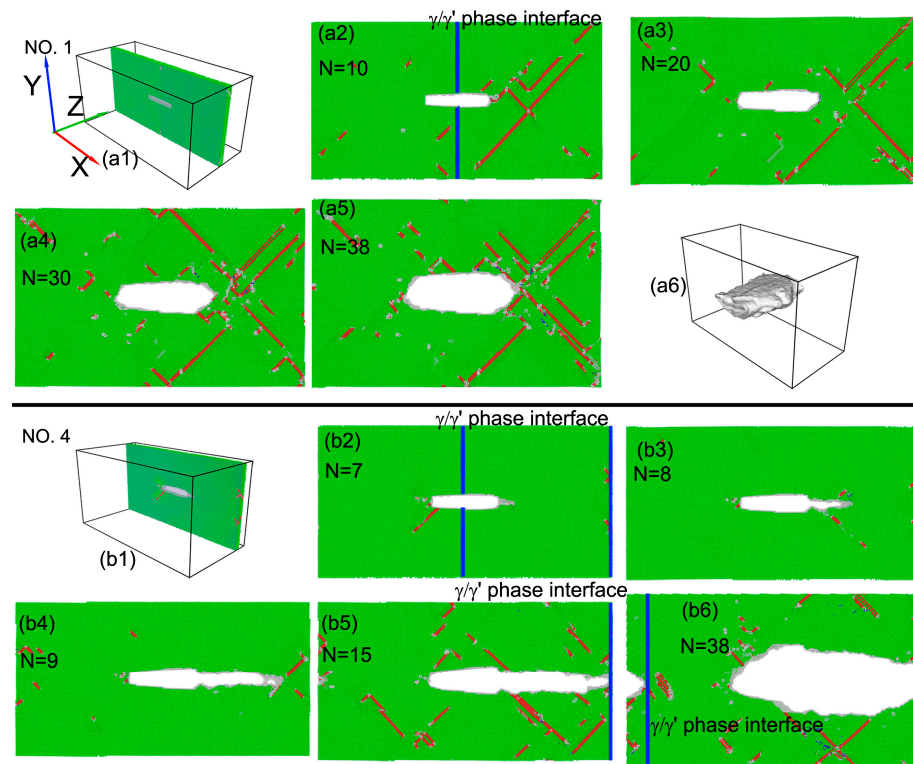 NO. 1
Y
Z
X
(a1)
γ/γ' phase interface
(a2)
N=10
(a3)
N=20
(a4)
N=30
(a5)
N=38
(a6)
NO. 4
(b1)
γ/γ' phase interface
(b2)
N=7
(b3)
N=8
γ/γ' phase interface
(b4)
N=9
(b5)
N=15
(b6)
N=38
γ/γ' phase interface